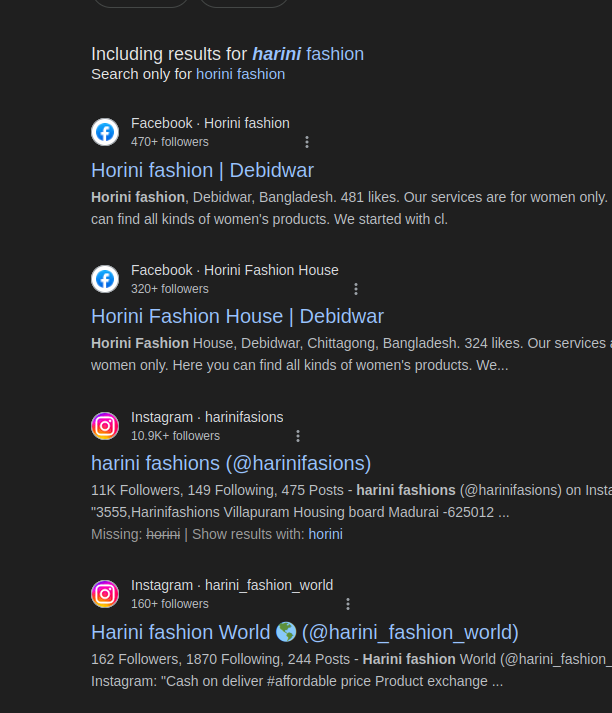 Including results for harini fashion
Search only for horini fashion
Facebook · Horini fashion
470+ followers
Horini fashion | Debidwar
Horini fashion, Debidwar, Bangladesh. 481 likes. Our services are for women only.
can find all kinds of women's products. We started with cl.
Facebook · Horini Fashion House
320+ followers
Horini Fashion House | Debidwar
Horini Fashion House, Debidwar, Chittagong, Bangladesh. 324 likes. Our services
women only. Here you can find all kinds of women's products. We...
Instagram · harinifasions
10.9K+ followers
harini fashions (@harinifasions)
11K Followers, 149 Following, 475 Posts - harini fashions (@harinifasions) on Insta
"3555,Harinifashions Villapuram Housing board Madurai -625012 ...
Missing: horini | Show results with: horini
Instagram · harini_fashion_world
160+ followers
Harini fashion World 🌎 (@harini_fashion_world)
162 Followers, 1870 Following, 244 Posts - Harini fashion World (@harini_fashion_
Instagram: "Cash on deliver #affordable price Product exchange ...